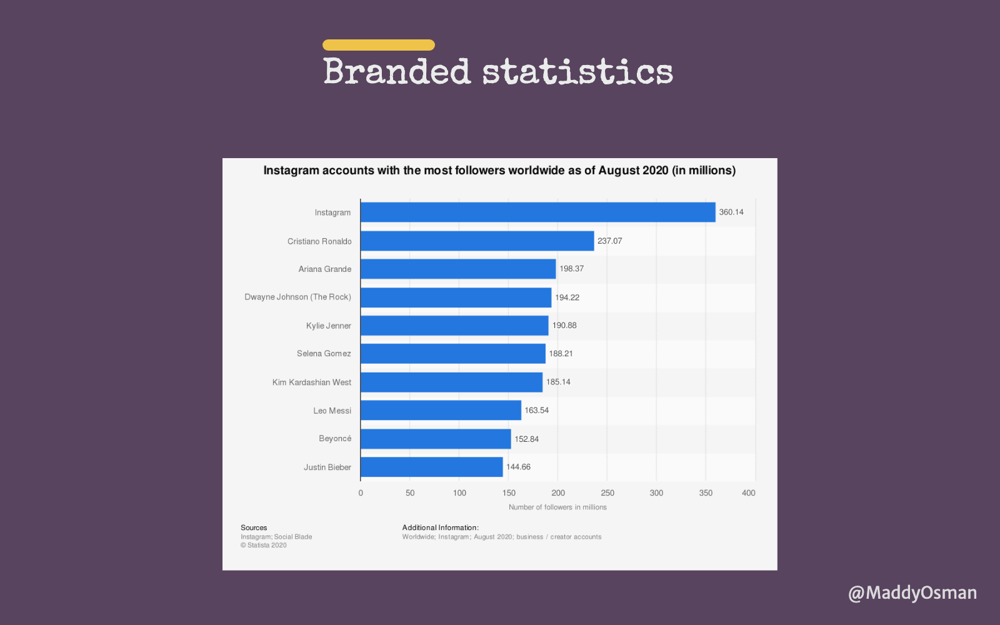 Branded statistics
Instagram accounts with the most followers worldwide as of August 2020 (in millions)
Instagram 360.14
Cristiano Ronaldo 237.07
Ariana Grande 198.37
Dwayne Johnson (The Rock) 194.22
Kylie Jenner 190.88
Selena Gomez 188.21
Kim Kardashian West 185.14
Leo Messi 163.54
Beyoncé 152.84
Justin Bieber 144.66
0 50 100 150 200 250 300 350 400
Number of followers in millions
Sources
Instagram; Social Blade
© Statista 2020
Additional Information:
Worldwide; Instagram; August 2020; business / creator accounts
@MaddyOsman